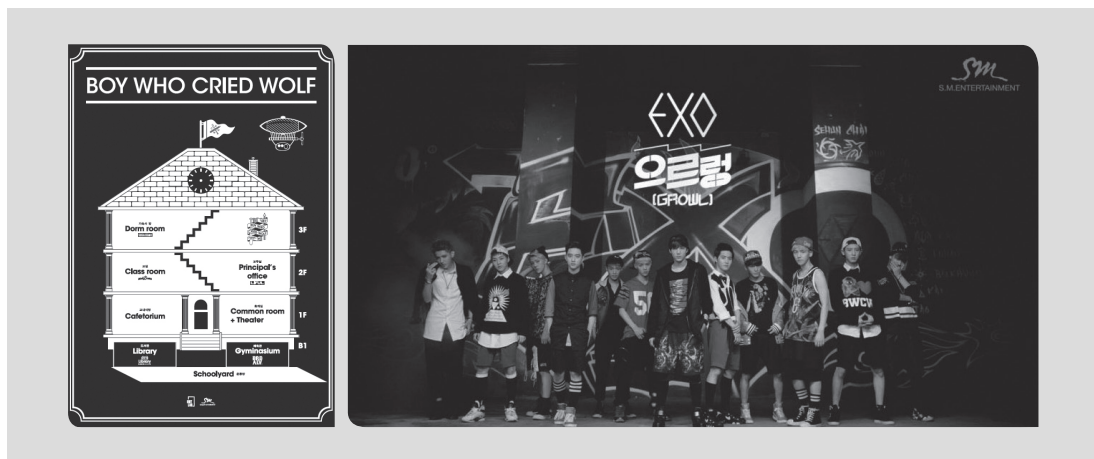 BOY WHO CRIED WOLF
Dorm room
3F
Class room
Principal's
office
2F
Cafetorium
Common room
+ Theater
1F
B1
Library
Gyminasium
Schoolyard
SM
S.M.ENTERTAINMENT
EXO
으르렁
(GROWL)